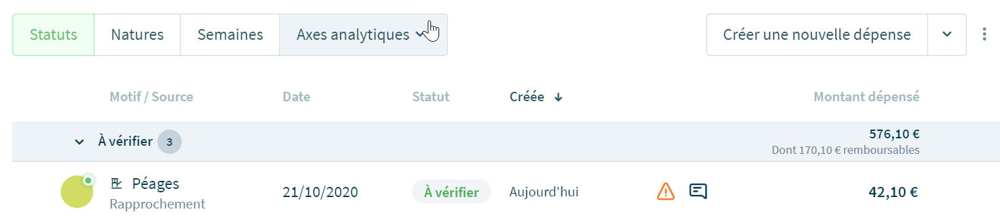 Statuts Natures Semaines Axes analytiques Créer une nouvelle dépense
Motif / Source Date Statut Créée Montant dépensé
À vérifier 3 576,10 €
Dont 170,10 € remboursables
Péages 21/10/2020 À vérifier Aujourd'hui 42,10 €
Rapprochement